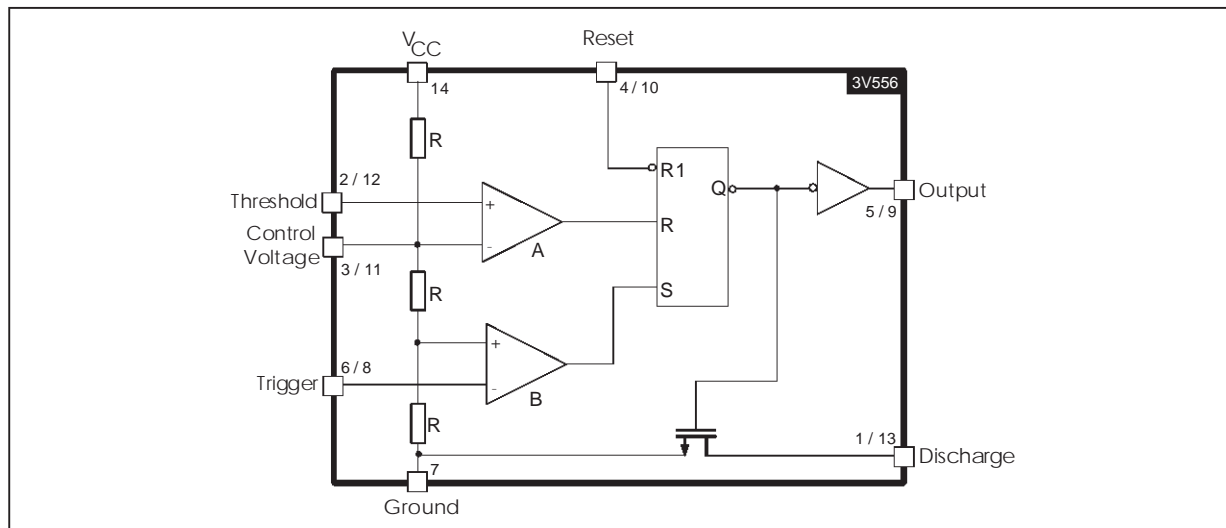 VCC
Reset
14
4 / 10
3V556
R
R1
2 / 12
Threshold
+
Q
Output
5 / 9
Control
Voltage
-
A
R
3 / 11
R
S
+
6 / 8
Trigger
-
B
R
1 / 13
Discharge
7
Ground